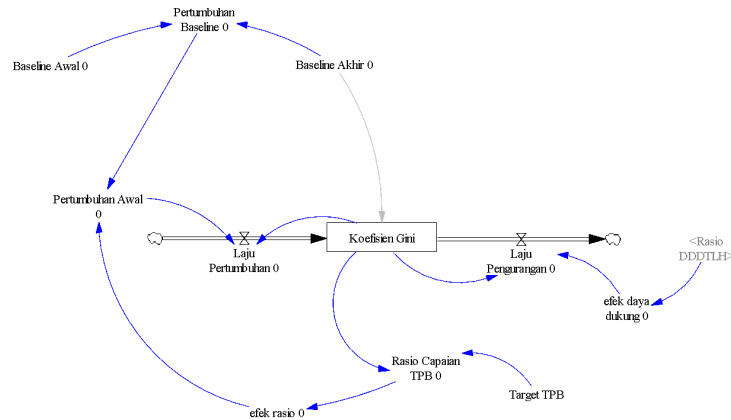 Pertumbuhan
Baseline 0
Baseline Awal 0
Baseline Akhir 0
Pertumbuhan Awal
0
Koefisien Gini
Laju
Pertumbuhan 0
Laju
Pengurangan 0
<Rasio
DDDTLH>
efek daya
dukung 0
Rasio Capaian
TPB 0
Target TPB
efek rasio 0